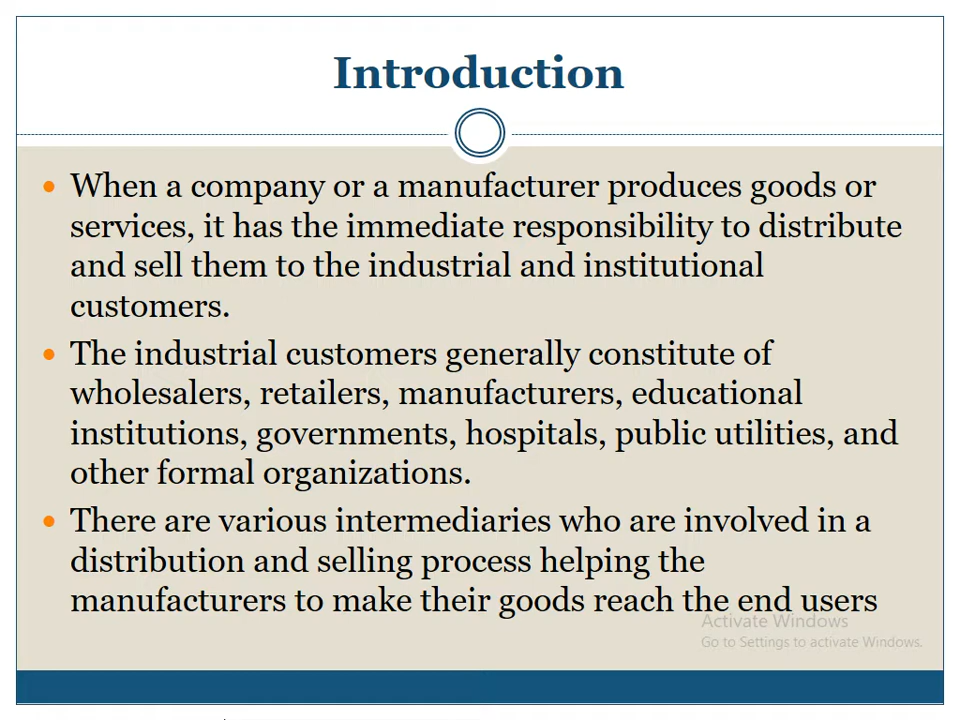 Introduction
When a company or a manufacturer produces goods or
services, it has the immediate responsibility to distribute
and sell them to the industrial and institutional
customers.
The industrial customers generally constitute of
wholesalers, retailers, manufacturers, educational
institutions, governments, hospitals, public utilities, and
other formal organizations.
There are various intermediaries who are involved in a
distribution and selling process helping the
manufacturers to make their goods reach the end users
Activate Windows
Go to Settings to activate Windows.